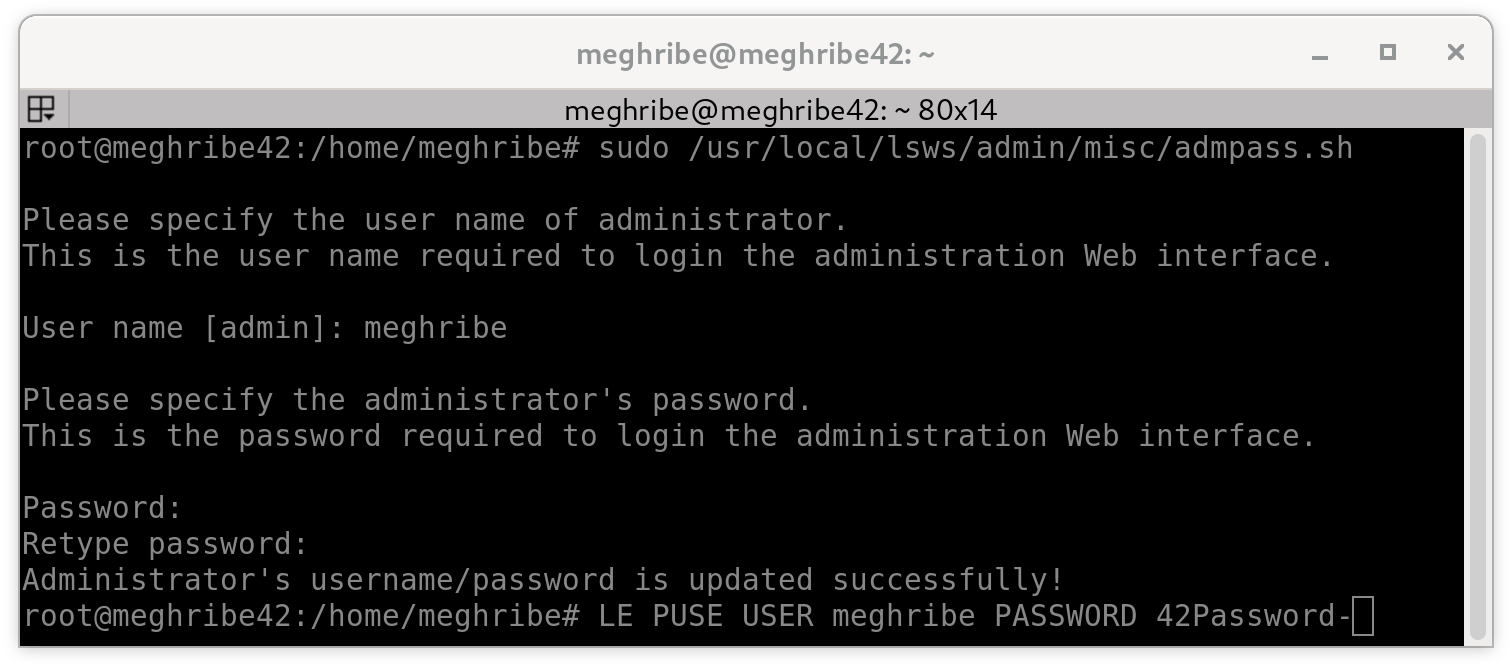 meghribe@meghribe42: ~
meghribe@meghribe42: ~ 80x14
root@meghribe42:/home/meghribe# sudo /usr/local/lsws/admin/misc/admpass.sh
Please specify the user name of administrator.
This is the user name required to login the administration Web interface.
User name [admin]: meghribe
Please specify the administrator's password.
This is the password required to login the administration Web interface.
Password:
Retype password:
Administrator's username/password is updated successfully!
root@meghribe42:/home/meghribe# LE PUSE USER meghribe PASSWORD 42Password-